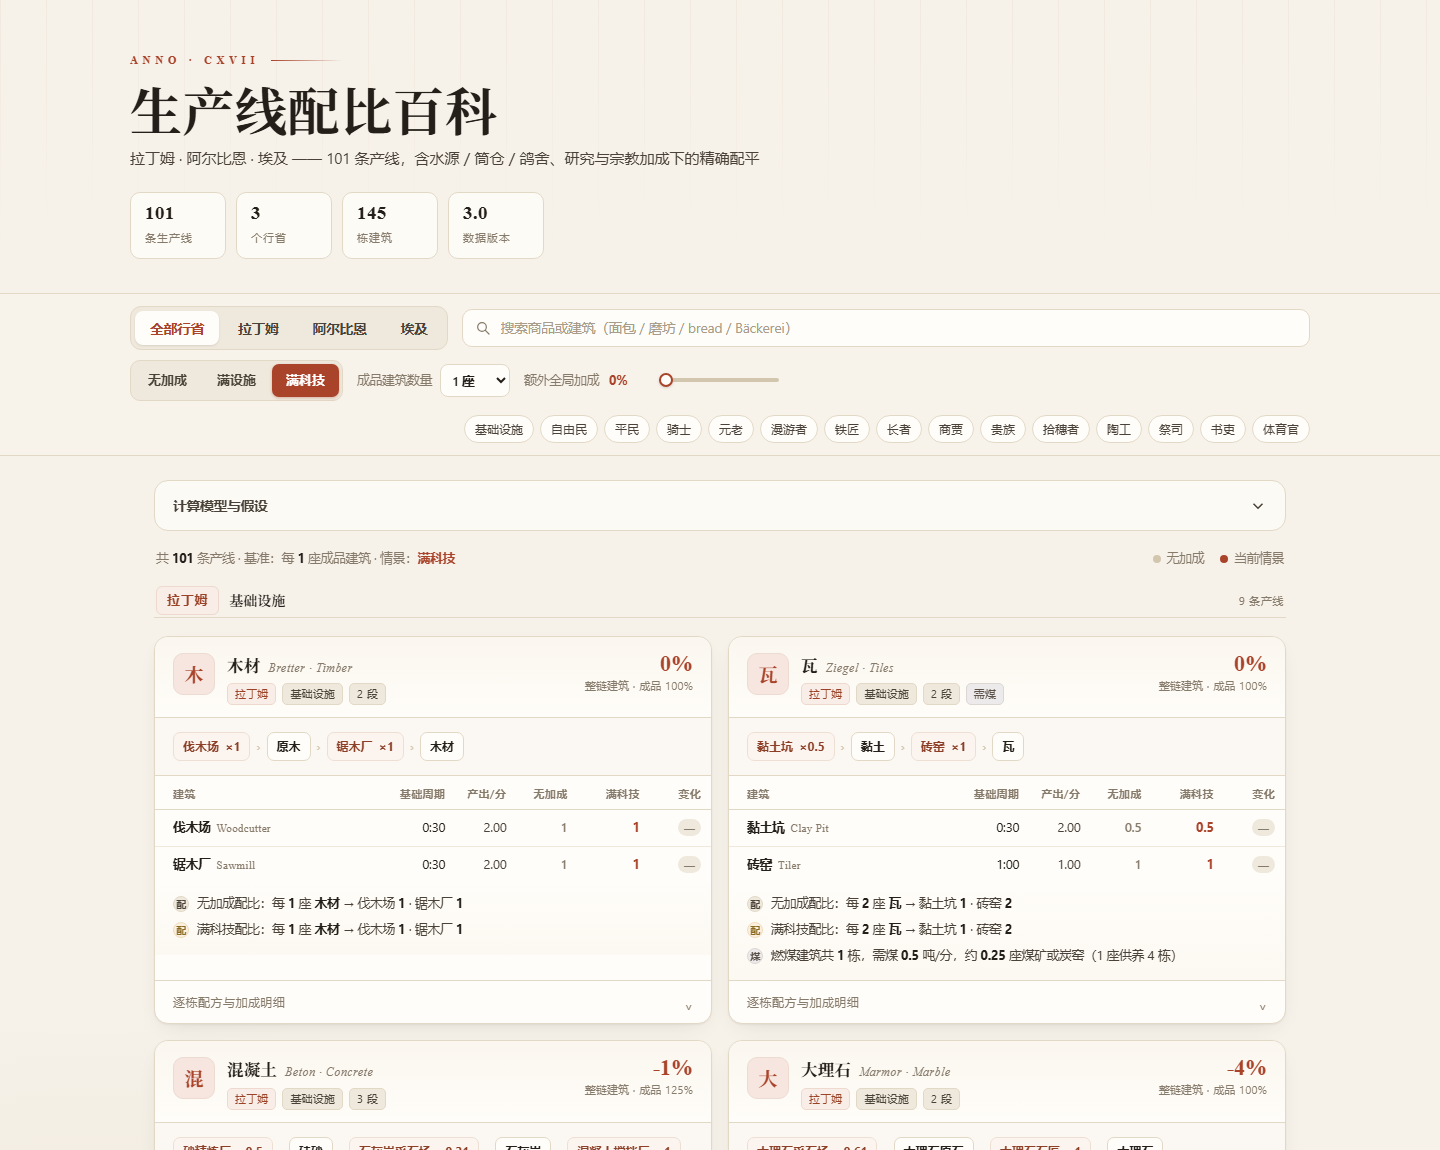 ANNO · CXVII
生产线配比百科
拉丁姆 · 阿尔比恩 · 埃及 —— 101 条产线，含水源 / 筒仓 / 鸽舍、研究与宗教加成下的精确配平
101 3 145 3.0
条生产线 个行省 栋建筑 数据版本
全部行省 拉丁姆 阿尔比恩 埃及 搜索商品或建筑（面包 / 磨坊 / bread / Bäckerei）
无加成 满设施 满科技 成品建筑数量 1 座 额外全局加成 0%
基础设施 自由民 平民 骑士 元老 漫游者 铁匠 长者 商贾 贵族 拾穗者 陶工 祭司 书吏 体育官
计算模型与假设
共 101 条产线 · 基准：每 1 座成品建筑 · 情景：满科技 无加成 当前情景
拉丁姆 基础设施 9 条产线
木 木材 Bretter · Timber 0%
拉丁姆 基础设施 2 段 整链建筑 · 成品 100%
伐木场 ×1 › 原木 › 锯木厂 ×1 › 木材
建筑 基础周期 产出/分 无加成 满科技 变化
伐木场 Woodcutter 0:30 2.00 1 1 —
锯木厂 Sawmill 0:30 2.00 1 1 —
配 无加成配比：每 1 座 木材 → 伐木场 1 · 锯木厂 1
配 满科技配比：每 1 座 木材 → 伐木场 1 · 锯木厂 1
逐栋配方与加成明细
瓦 瓦 Ziegel · Tiles 0%
拉丁姆 基础设施 2 段 需煤 整链建筑 · 成品 100%
黏土坑 ×0.5 › 黏土 › 砖窑 ×1 › 瓦
建筑 基础周期 产出/分 无加成 满科技 变化
黏土坑 Clay Pit 0:30 2.00 0.5 0.5 —
砖窑 Tiler 1:00 1.00 1 1 —
配 无加成配比：每 2 座 瓦 → 黏土坑 1 · 砖窑 2
配 满科技配比：每 2 座 瓦 → 黏土坑 1 · 砖窑 2
煤 燃煤建筑共 1 栋，需煤 0.5 吨/分，约 0.25 座煤矿或炭窑（1 座供养 4 栋）
逐栋配方与加成明细
混 混凝土 Beton · Concrete -1%
拉丁姆 基础设施 3 段 整链建筑 · 成品 125%
大 大理石 Marmor · Marble -4%
拉丁姆 基础设施 2 段 整链建筑 · 成品 100%